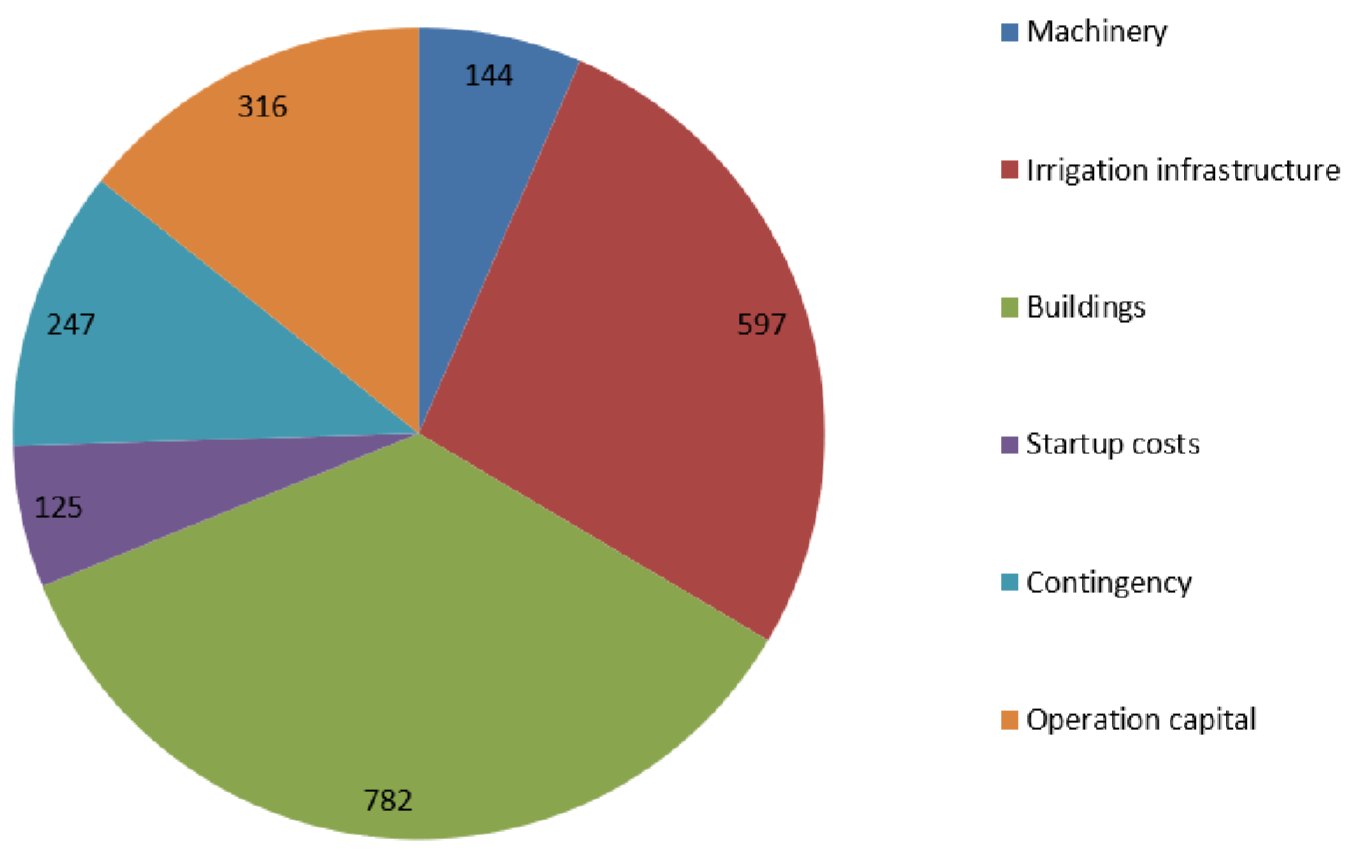 144
597
782
125
247
316
Machinery
Irrigation infrastructure
Buildings
Startup costs
Contingency
Operation capital